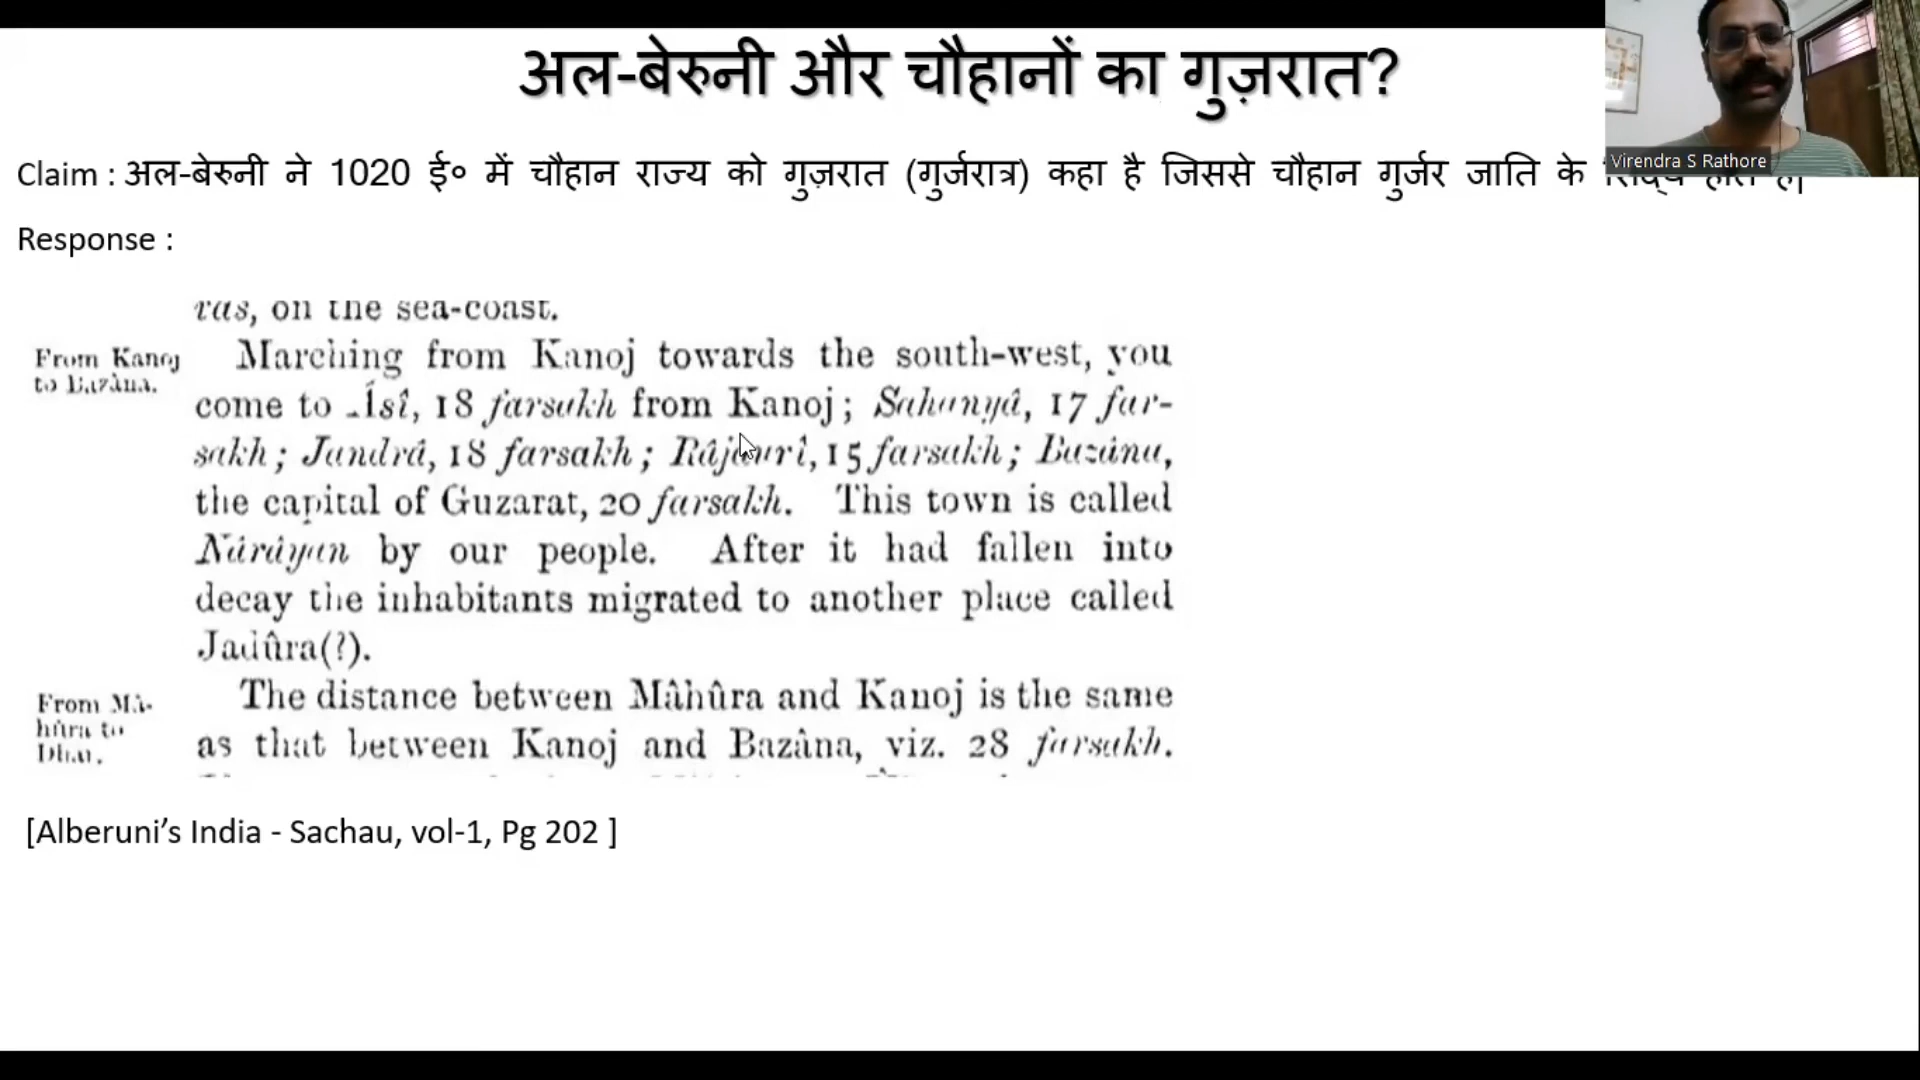 अल-बेरुनी और चौहानों का गुज़रात?
Virendra S Rathore
Claim : अल-बेरुनी ने 1020 ई० में चौहान राज्य को गुज़रात (गुर्जरात्र) कहा है जिससे चौहान गुर्जर जाति के
Response :
ras, on the sea-coast.
From Kanoj
to Bazâna.
Marching from Kanoj towards the south-west, you
come to Âsî, 18 farsakh from Kanoj; Sahanyâ, 17 far-
sakh; Jandrâ, 18 farsakh; Râjaurî, 15 farsakh; Bazâna,
the capital of Guzarat, 20 farsakh. This town is called
Nârâyan by our people. After it had fallen into
decay the inhabitants migrated to another place called
Jadûra(?).
From Mâ-
hûra to
Dhâr.
The distance between Mâhûra and Kanoj is the same
as that between Kanoj and Bazâna, viz. 28 farsakh.
[Alberuni’s India - Sachau, vol-1, Pg 202 ]